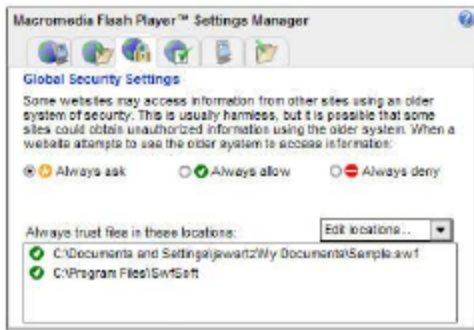 Macromedia Flash Player™ Settings Manager
Global Security Settings
Some websites may access information from other sites using an older
system of security. This is usually harmless, but it is possible that some
sites could obtain unauthorized information using the older system. When a
website attempts to use the older system to access information:
Always ask
Always allow
Always deny
Always trust files in these locations:
Edit locations...
C:\Documents and Settings\jewartz\My Documents\Sample.swf
C:\Program Files\SwfSoft